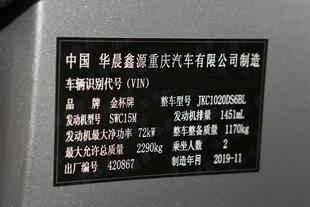 中国 华晨鑫源重庆汽车有限公司制造
车辆识别代号(VIN)
品 牌 金杯牌 整车型号 JKC1020DS6BL
发动机型号 SWC15M 发动机排量 1451mL
发动机最大净功率 72kW 整车整备质量 1170kg
最大允许总质量 2290kg 乘坐人数 2
出厂编号 420867 制造年月 2019-11